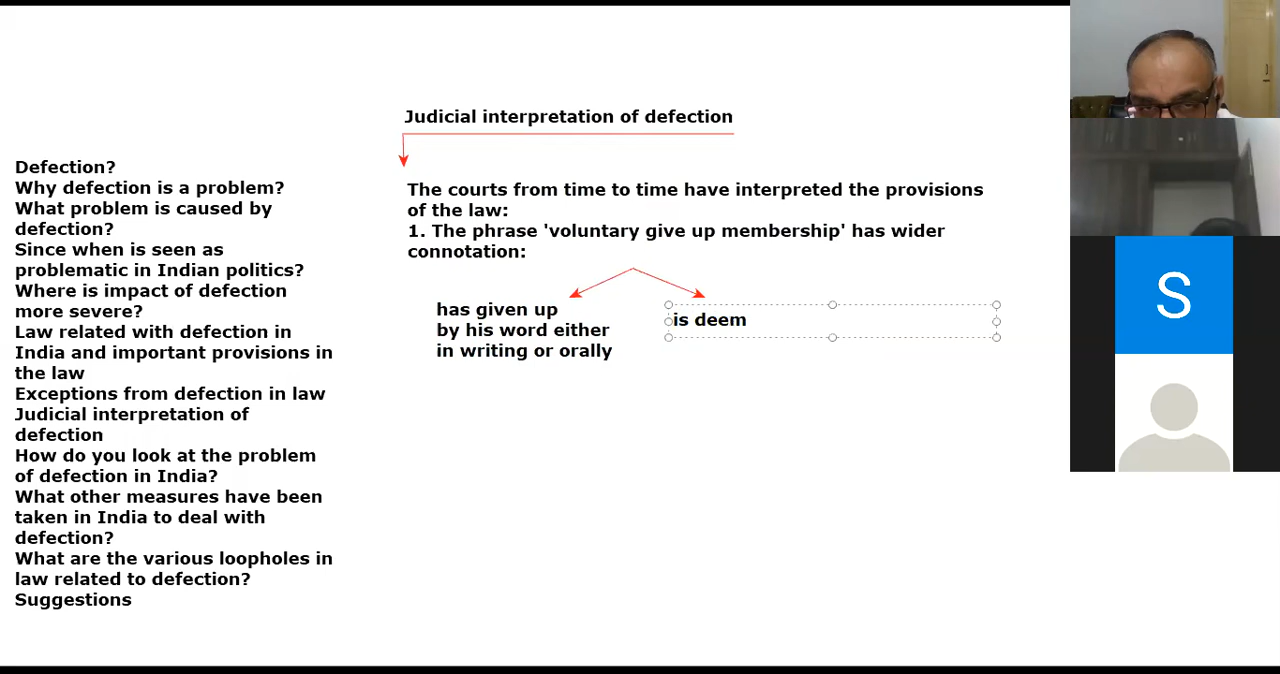 Judicial interpretation of defection
Defection?
Why defection is a problem?
What problem is caused by
defection?
Since when is seen as
problematic in Indian politics?
Where is impact of defection
more severe?
Law related with defection in
India and important provisions in
the law
Exceptions from defection in law
Judicial interpretation of
defection
How do you look at the problem
of defection in India?
What other measures have been
taken in India to deal with
defection?
What are the various loopholes in
law related to defection?
Suggestions
The courts from time to time have interpreted the provisions
of the law:
1. The phrase 'voluntary give up membership' has wider
connotation:
has given up
by his word either
in writing or orally
is deem
S